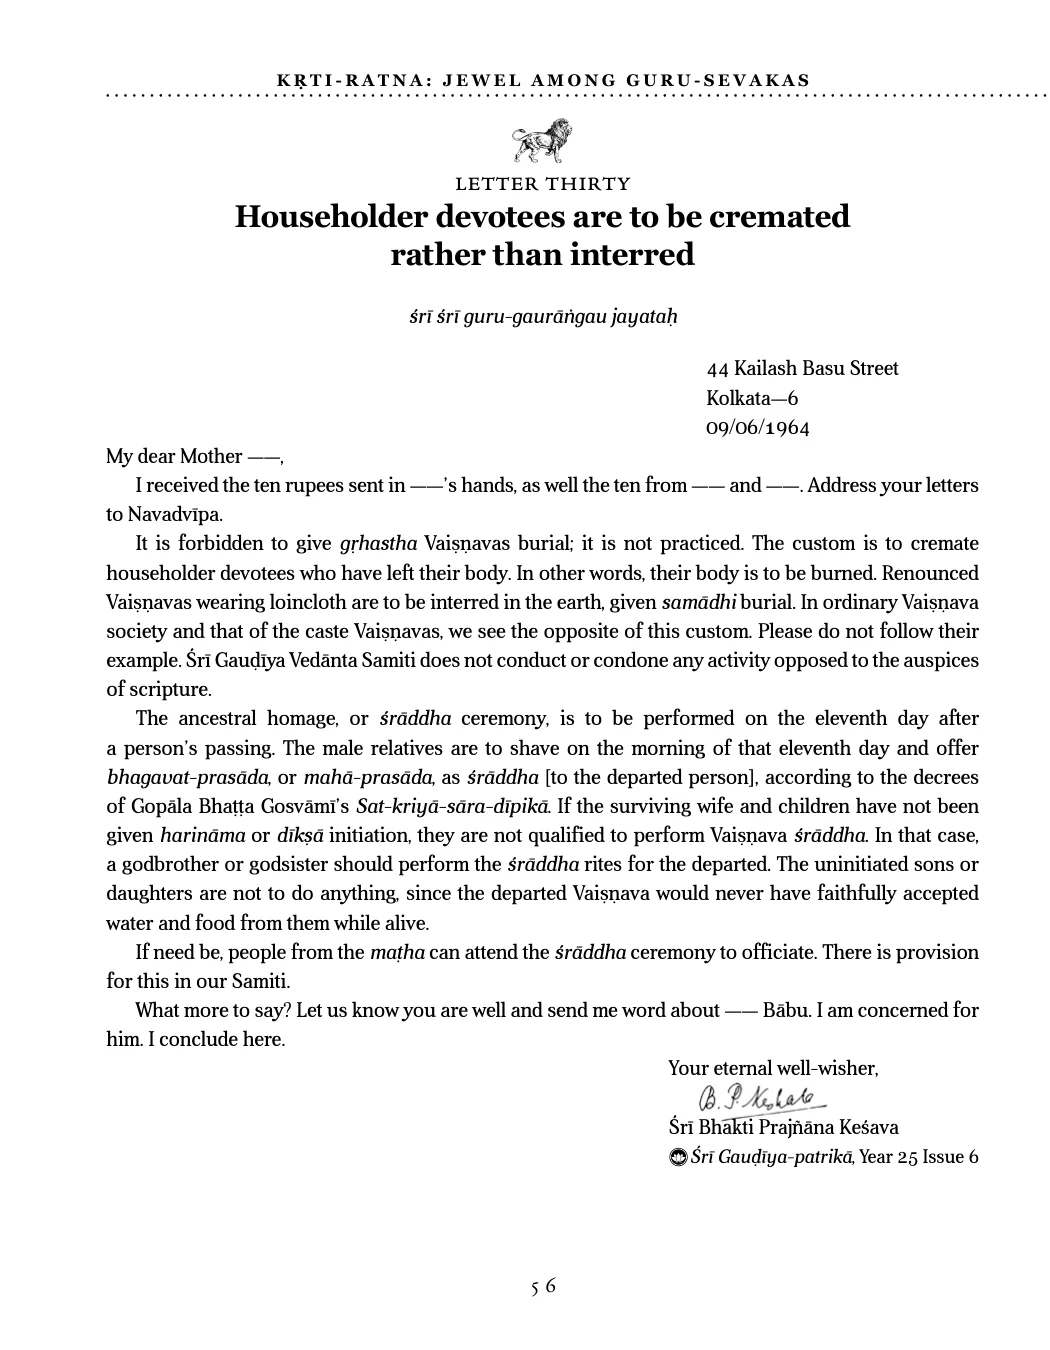 KṚTI-RATNA: JEWEL AMONG GURU-SEVAKAS
LETTER THIRTY
Householder devotees are to be cremated
rather than interred
śrī śrī guru-gaurāṅgau jayataḥ
44 Kailash Basu Street
Kolkata—6
09/06/1964
My dear Mother ——,
I received the ten rupees sent in ——’s hands, as well the ten from —— and ——. Address your letters
to Navadvīpa.
It is forbidden to give gṛhastha Vaiṣṇavas burial; it is not practiced. The custom is to cremate
householder devotees who have left their body. In other words, their body is to be burned. Renounced
Vaiṣṇavas wearing loincloth are to be interred in the earth, given samādhi burial. In ordinary Vaiṣṇava
society and that of the caste Vaiṣṇavas, we see the opposite of this custom. Please do not follow their
example. Śrī Gauḍīya Vedānta Samiti does not conduct or condone any activity opposed to the auspices
of scripture.
The ancestral homage, or śrāddha ceremony, is to be performed on the eleventh day after
a person’s passing. The male relatives are to shave on the morning of that eleventh day and offer
bhagavat-prasāda, or mahā-prasāda, as śrāddha [to the departed person], according to the decrees
of Gopāla Bhaṭṭa Gosvāmī’s Sat-kriyā-sāra-dīpikā. If the surviving wife and children have not been
given harināma or dīkṣā initiation, they are not qualified to perform Vaiṣṇava śrāddha. In that case,
a godbrother or godsister should perform the śrāddha rites for the departed. The uninitiated sons or
daughters are not to do anything, since the departed Vaiṣṇava would never have faithfully accepted
water and food from them while alive.
If need be, people from the maṭha can attend the śrāddha ceremony to officiate. There is provision
for this in our Samiti.
What more to say? Let us know you are well and send me word about —— Bābu. I am concerned for
him. I conclude here.
Your eternal well-wisher,
B. P. Keshab
Śrī Bhakti Prajñāna Keśava
Śrī Gauḍīya-patrikā, Year 25 Issue 6
56